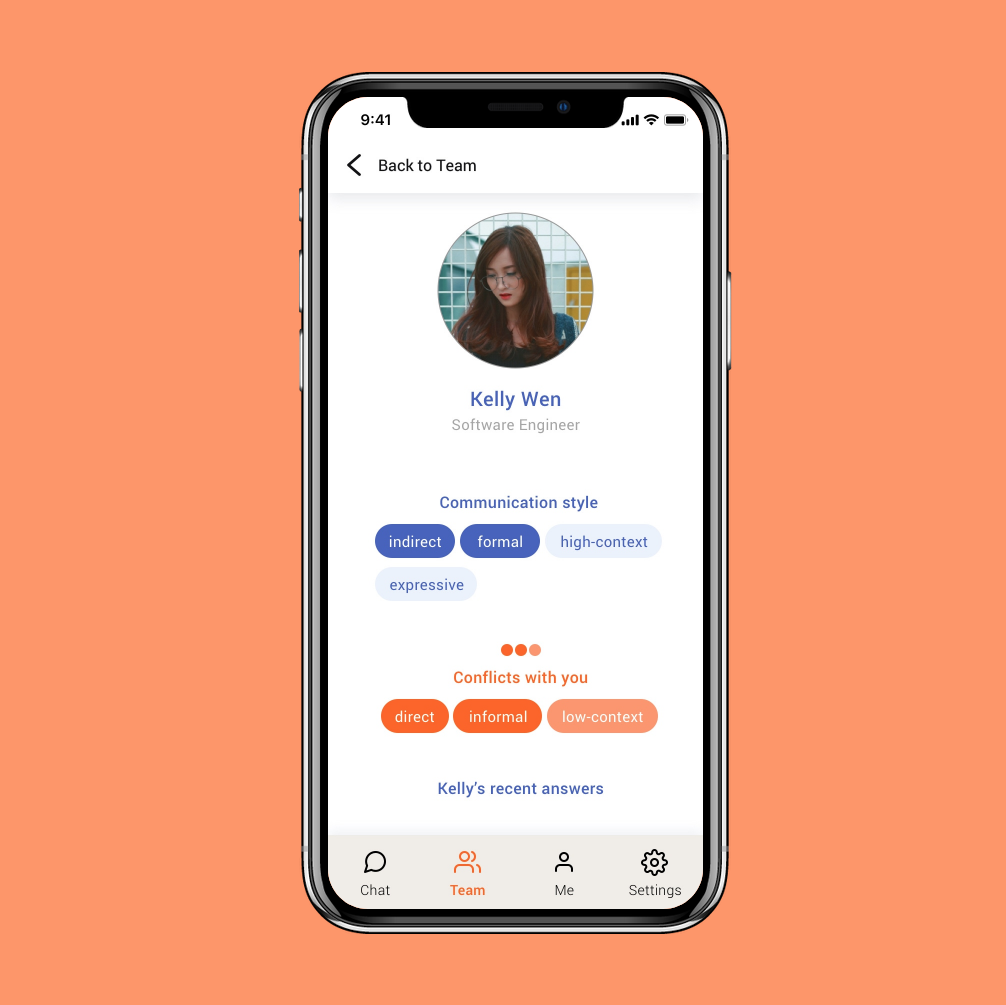 9:41
Back to Team
Kelly Wen
Software Engineer
Communication style
indirect formal high-context
expressive
Conflicts with you
direct informal low-context
Kelly’s recent answers
Chat Team Me Settings